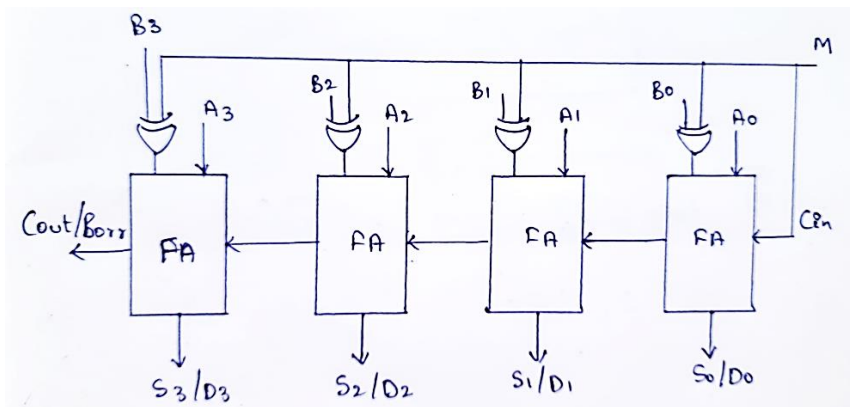 B3
M
B2
B1
B0
A3
A2
A1
A0
Cout/Borr
FA
FA
FA
FA
Cin
S3/D3
S2/D2
S1/D1
S0/D0